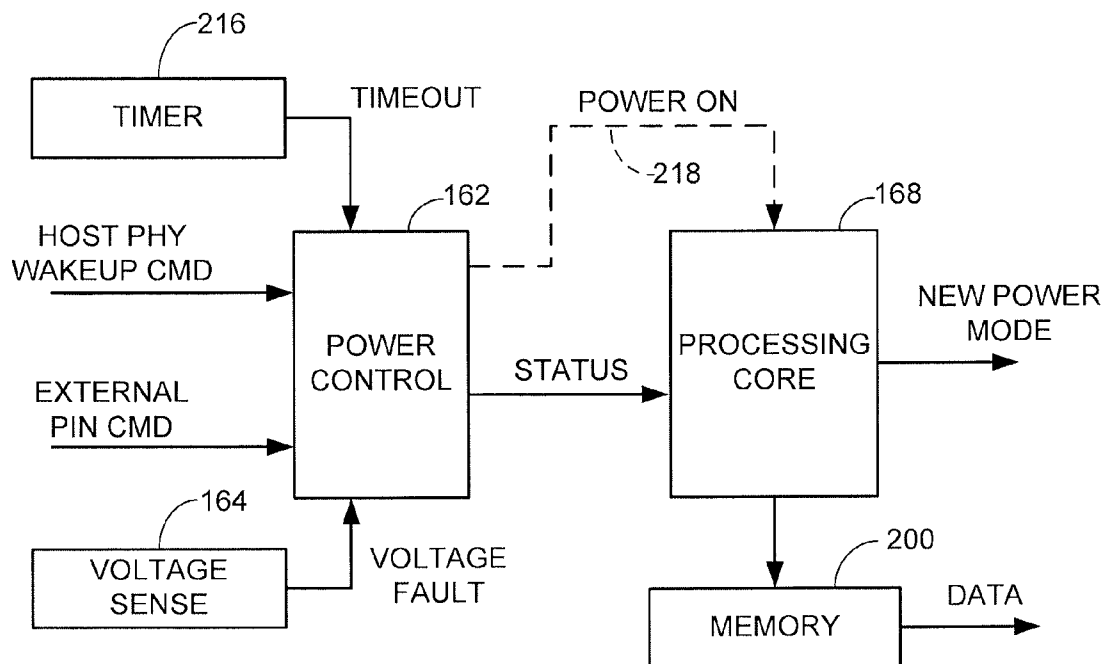 216
TIMER
TIMEOUT
POWER ON
218
162
168
HOST PHY
WAKEUP CMD
POWER
CONTROL
STATUS
PROCESSING
CORE
NEW POWER
MODE
EXTERNAL
PIN CMD
164
VOLTAGE
SENSE
VOLTAGE
FAULT
200
MEMORY
DATA